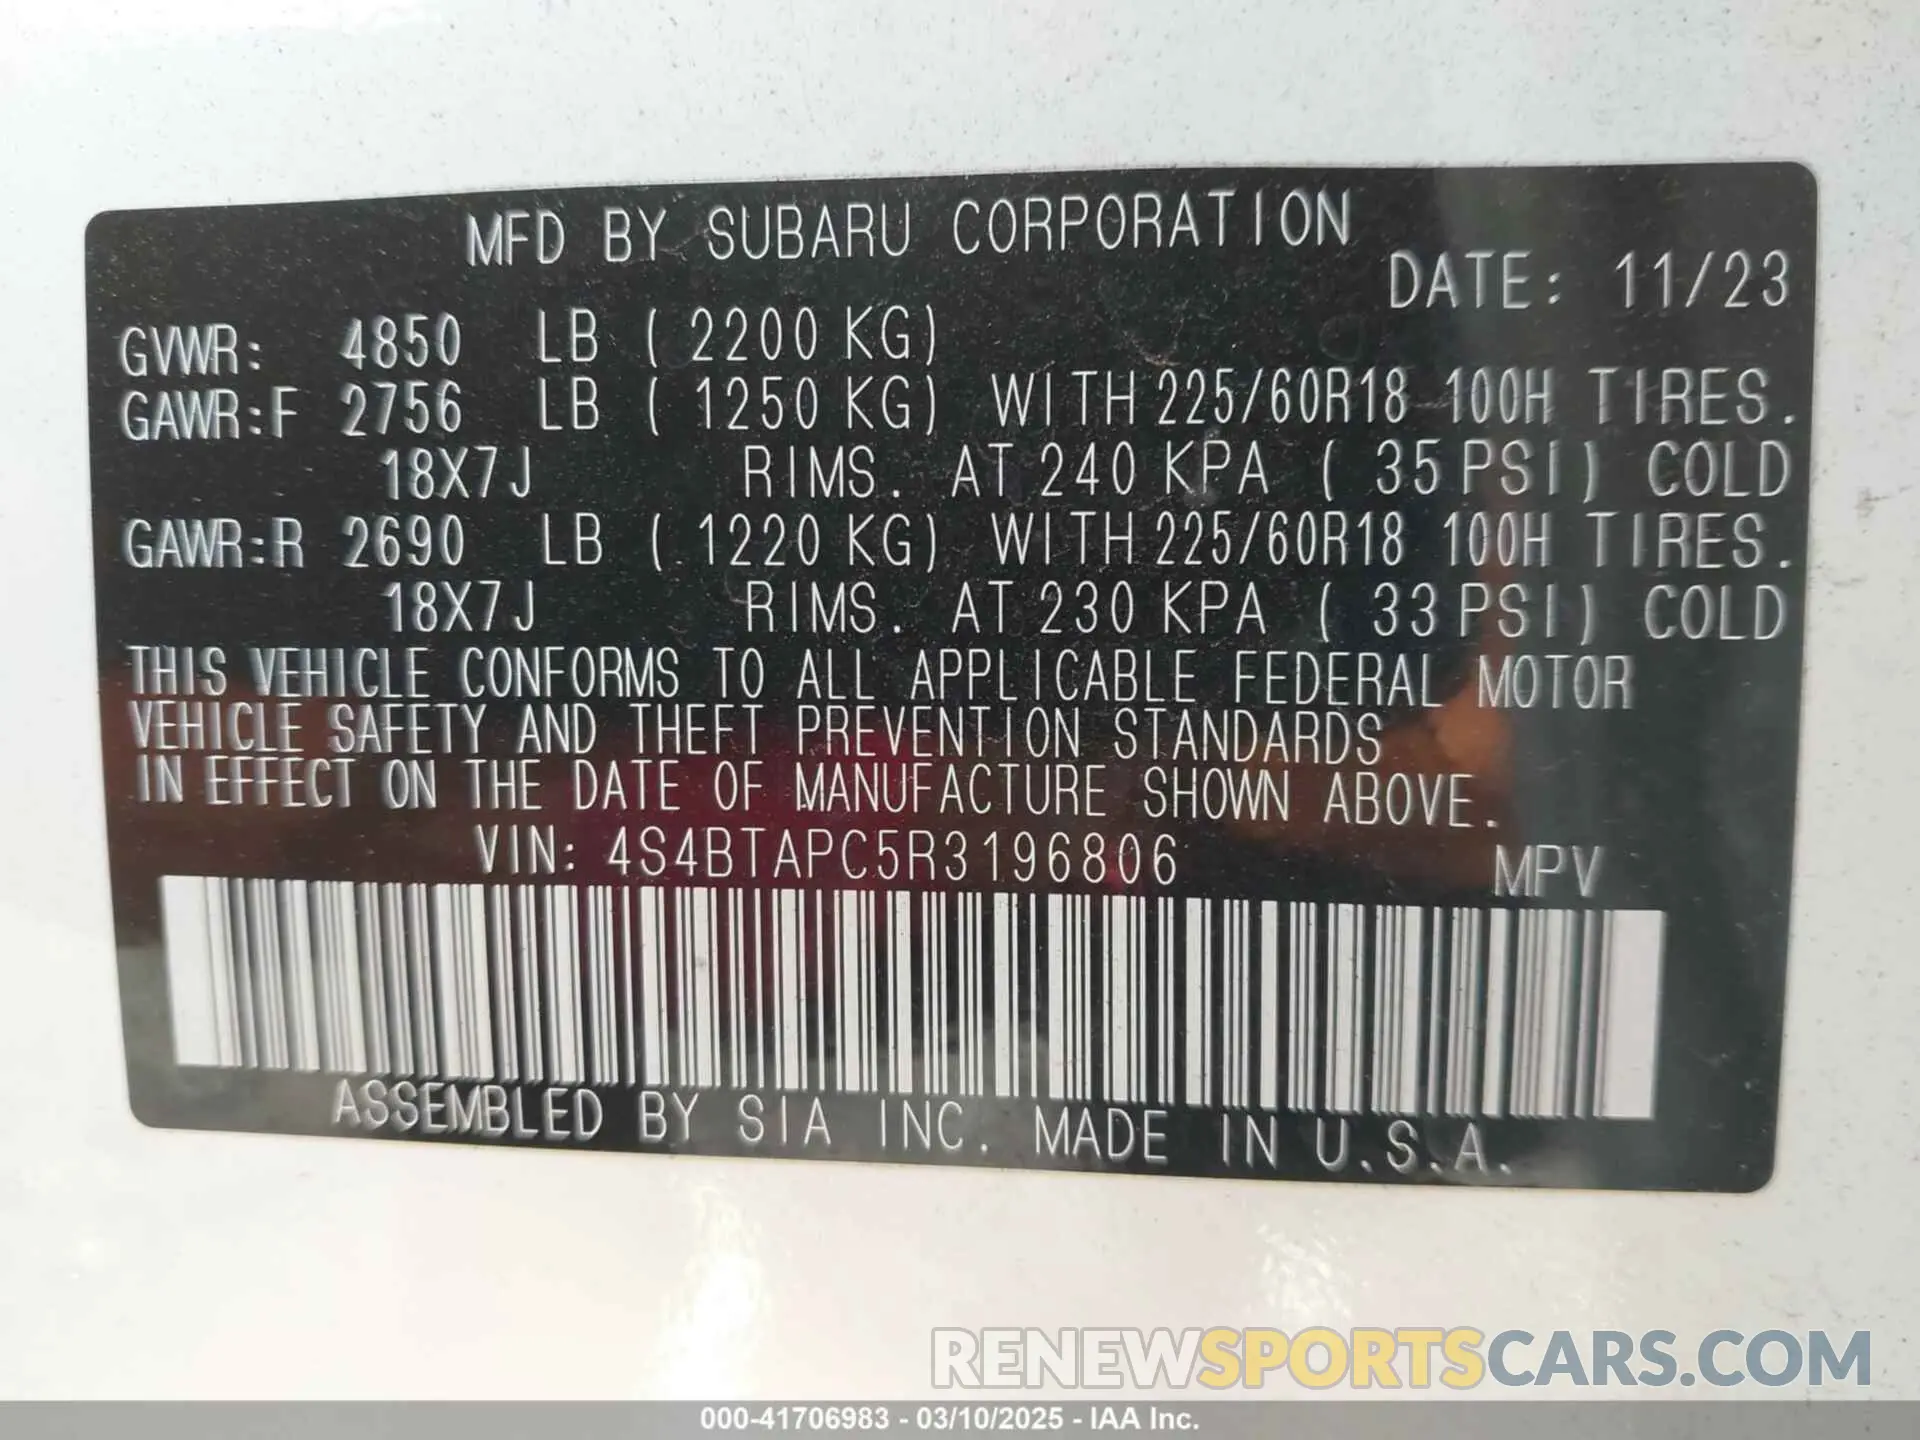 MFD BY SUBARU CORPORATION
DATE: 11/23
GVWR: 4850 LB ( 2200 KG)
GAWR:F 2756 LB ( 1250 KG) WITH 225/60R18 100H TIRES.
18X7J RIMS. AT 240 KPA ( 35 PSI) COLD
GAWR:R 2690 LB ( 1220 KG) WITH 225/60R18 100H TIRES.
18X7J RIMS. AT 230 KPA ( 33 PSI) COLD
THIS VEHICLE CONFORMS TO ALL APPLICABLE FEDERAL MOTOR
VEHICLE SAFETY AND THEFT PREVENTION STANDARDS
IN EFFECT ON THE DATE OF MANUFACTURE SHOWN ABOVE.
VIN: 4S4BTAPC5R3196806 MPV
ASSEMBLED BY SIA INC. MADE IN U.S.A.
RENEWSPORTSCARS.COM
000-41706983 - 03/10/2025 - IAA Inc.